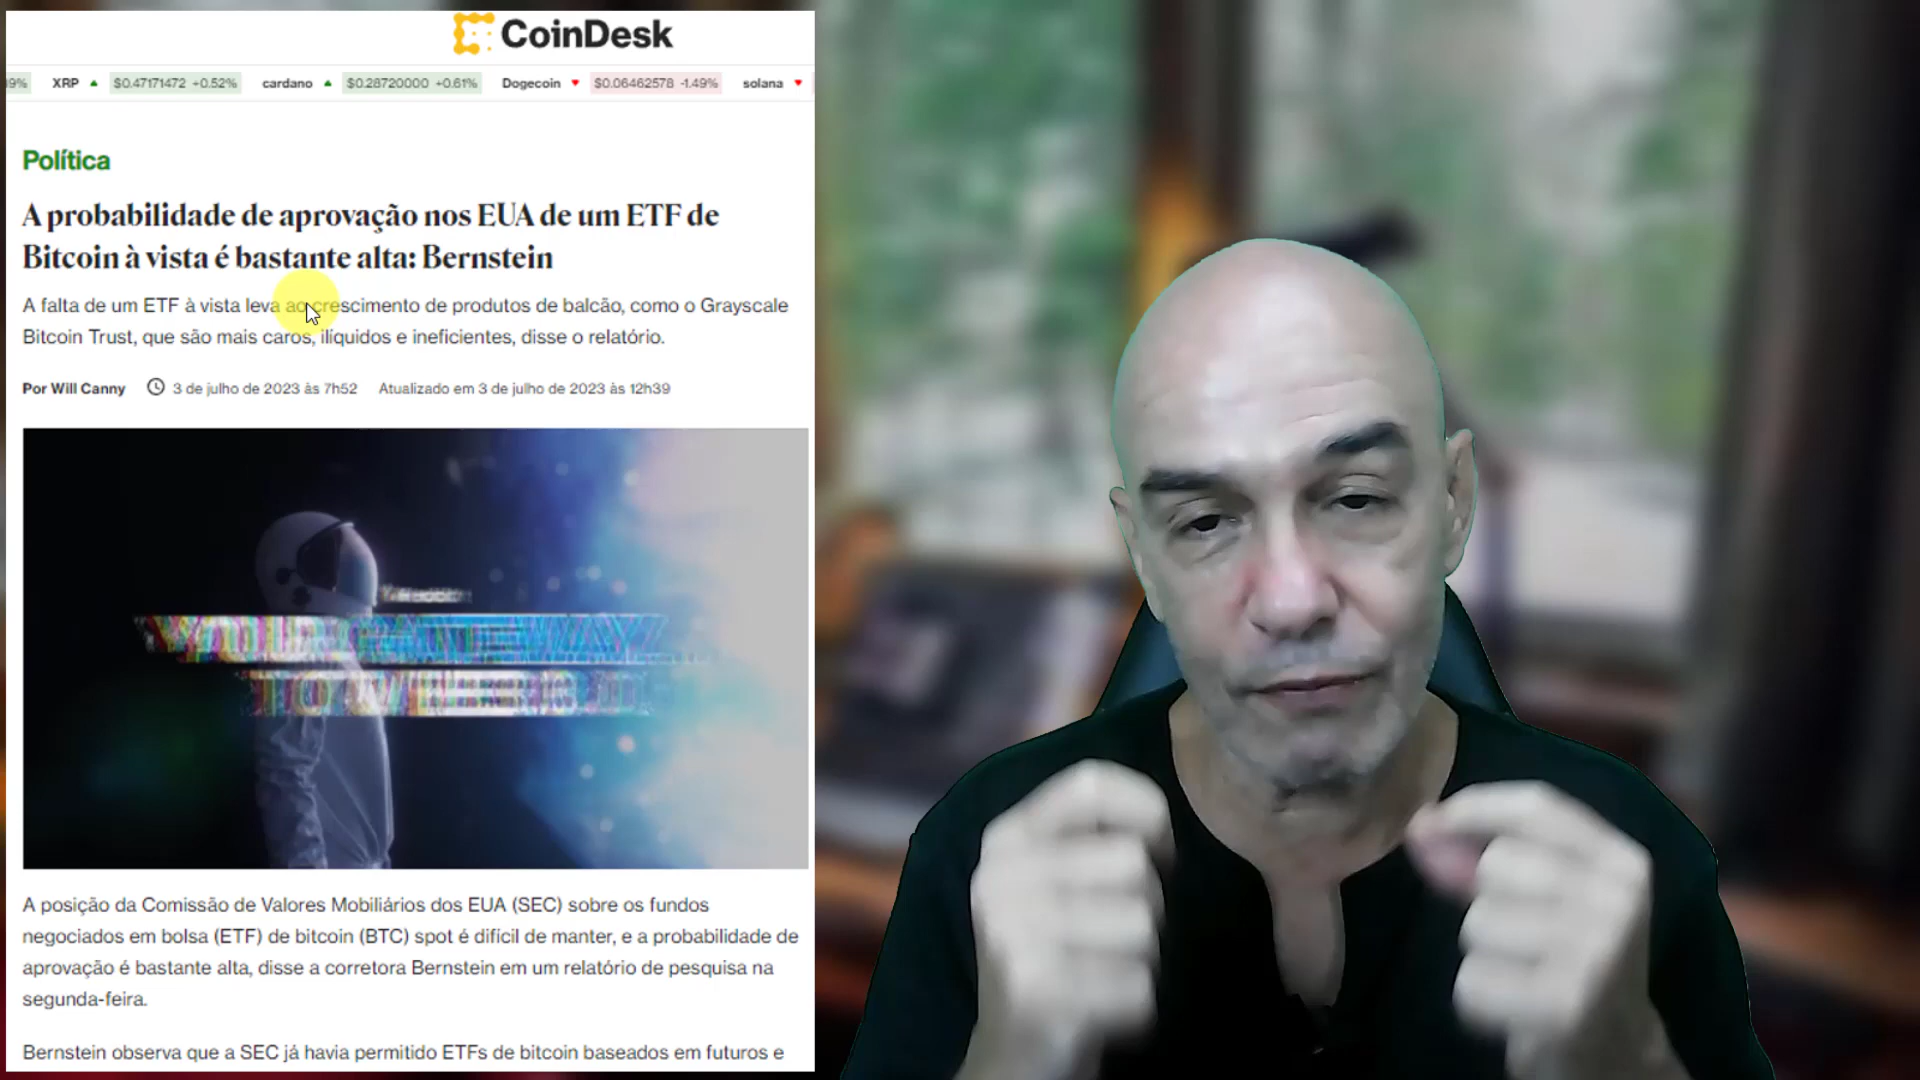 CoinDesk
9% XRP $0.47171472 +0.52% cardano $0.28720000 +0.61% Dogecoin $0.06462578 -1.49% solana
Política
A probabilidade de aprovação nos EUA de um ETF de
Bitcoin à vista é bastante alta: Bernstein
A falta de um ETF à vista leva ao crescimento de produtos de balcão, como o Grayscale
Bitcoin Trust, que são mais caros, ilíquidos e ineficientes, disse o relatório.
Por Will Canny 3 de julho de 2023 às 7h52 Atualizado em 3 de julho de 2023 às 12h39
YOUR GATEWAY
TO
A posição da Comissão de Valores Mobiliários dos EUA (SEC) sobre os fundos
negociados em bolsa (ETF) de bitcoin (BTC) spot é difícil de manter, e a probabilidade de
aprovação é bastante alta, disse a corretora Bernstein em um relatório de pesquisa na
segunda-feira.
Bernstein observa que a SEC já havia permitido ETFs de bitcoin baseados em futuros e